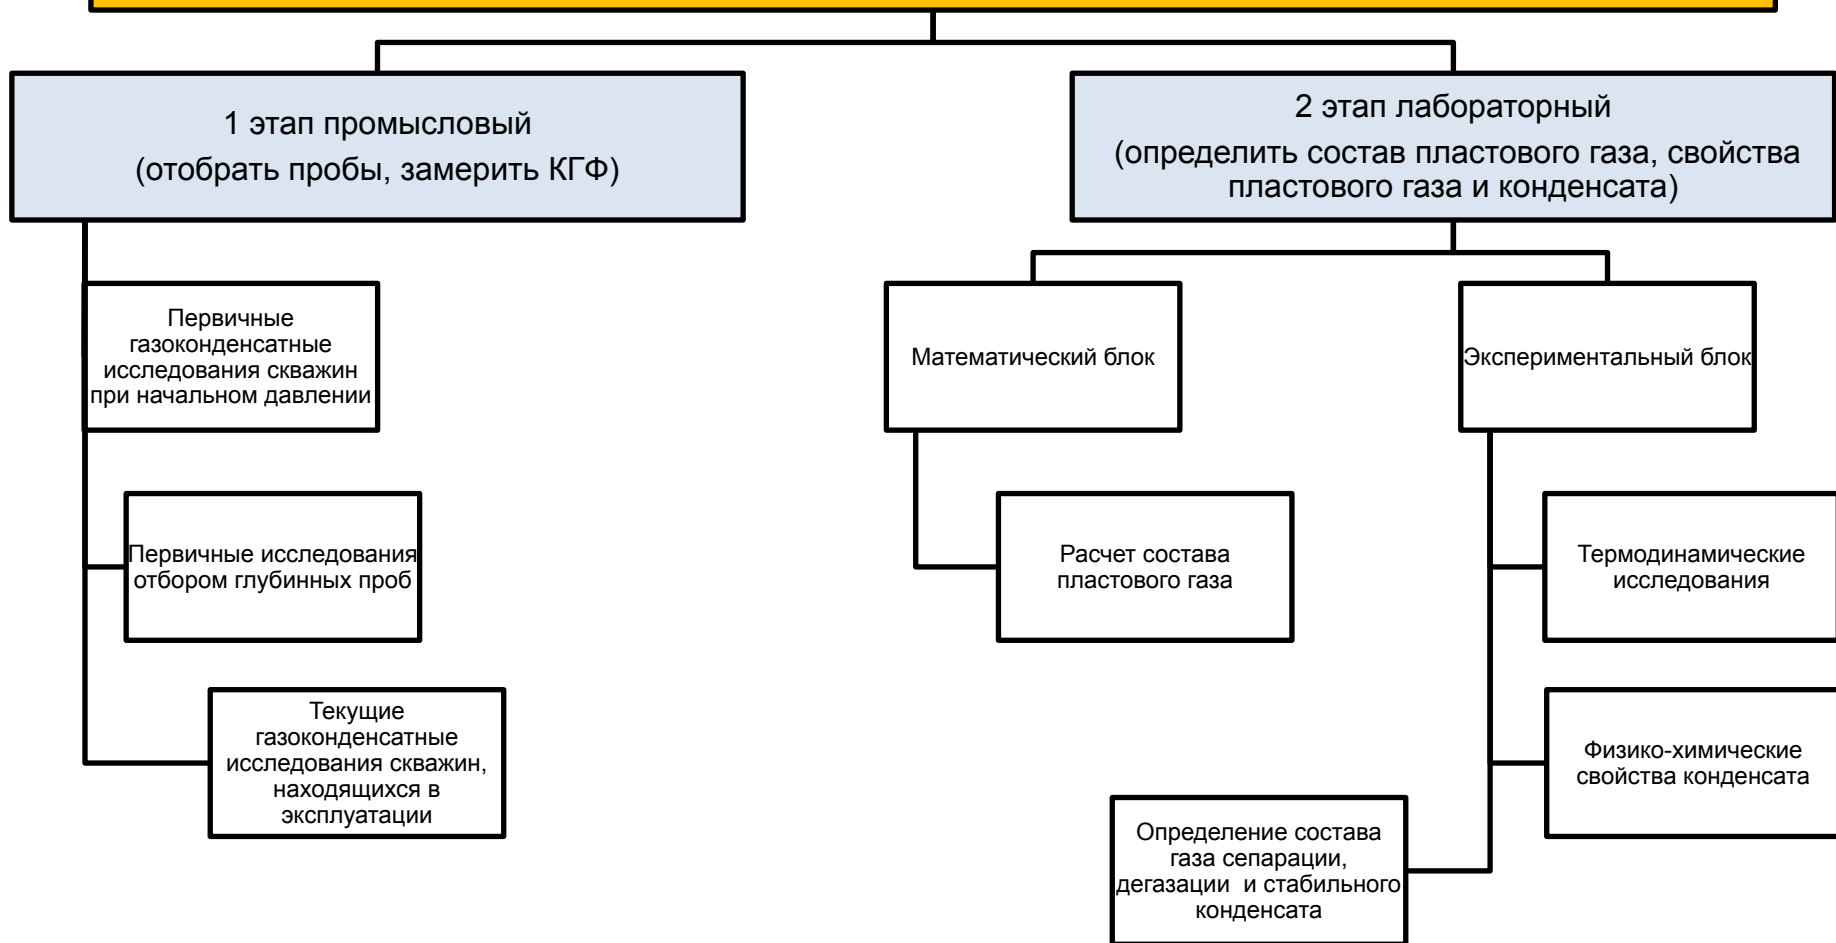 1 этап промысловый
(отобрать пробы, замерить КГФ)
2 этап лабораторный
(определить состав пластового газа, свойства
пластового газа и конденсата)
Первичные
газоконденсатные
исследования скважин
при начальном давлении
Математический блок
Экспериментальный блок
Первичные исследования
отбором глубинных проб
Расчет состава
пластового газа
Термодинамические
исследования
Текущие
газоконденсатные
исследования скважин,
находящихся в
эксплуатации
Физико-химические
свойства конденсата
Определение состава
газа сепарации,
дегазации  и стабильного
конденсата